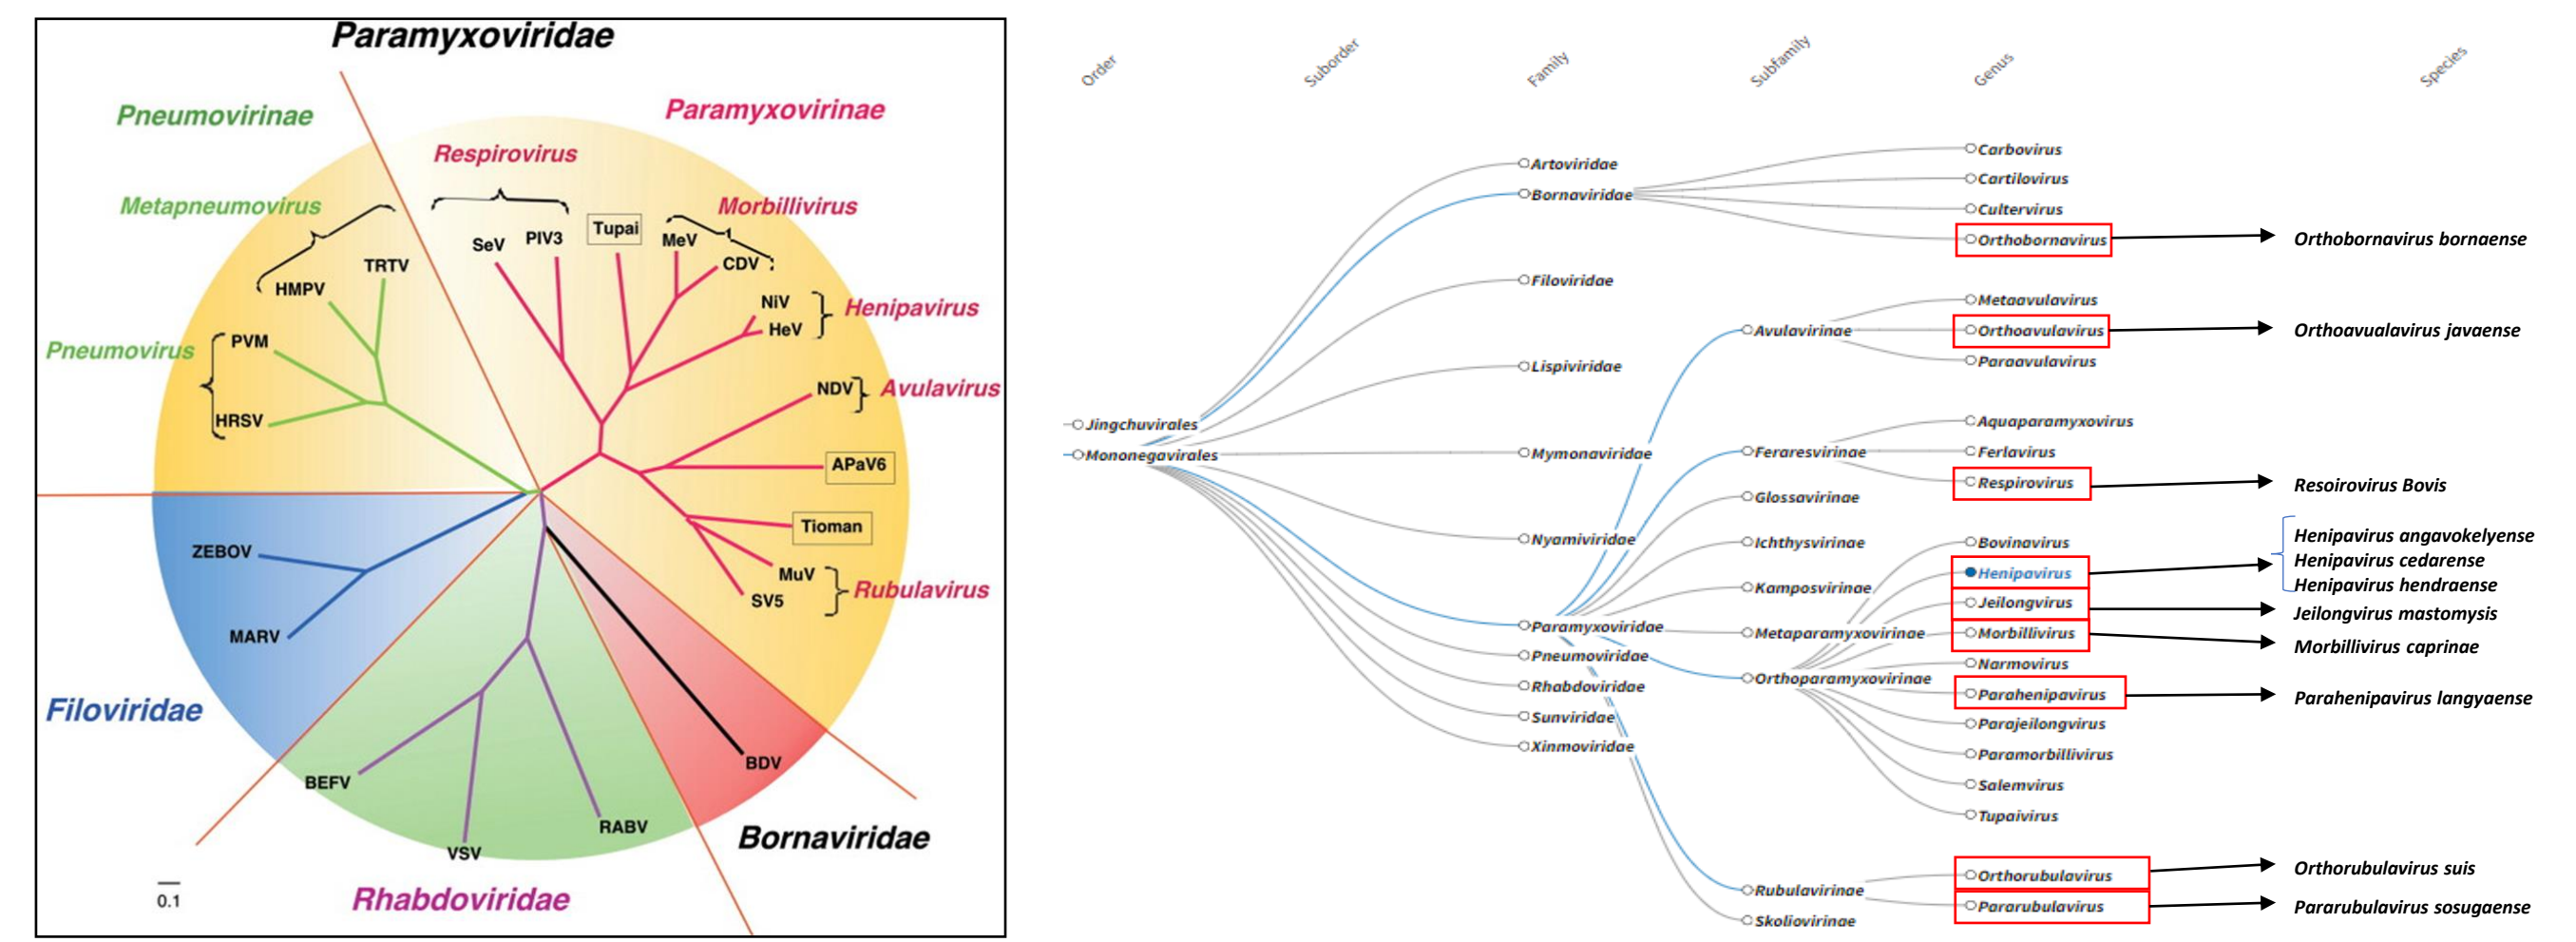 Paramyxoviridae
Pneumovirinae
Paramyxovirinae
Respirovirus
Metapneumovirus
Morbillivirus
SeV
PIV3
Tupai
MeV
CDV
TRTV
HMPV
NiV
HeV
Henipavirus
Pneumovirus
PVM
HRSV
NDV
Avulavirus
APaV6
Tioman
MuV
SV5
Rubulavirus
ZEBOV
MARV
Filoviridae
BEFV
VSV
RABV
BDV
Bornaviridae
Rhabdoviridae
0.1
Order
Suborder
Family
Subfamily
Genus
Species
Jingchuvirales
Mononegavirales
Artoviridae
Bornaviridae
Filoviridae
Lispiviridae
Mymonaviridae
Nyamiviridae
Paramyxoviridae
Pneumoviridae
Rhabdoviridae
Sunviridae
Xinmoviridae
Avulavirinae
Feraresvirinae
Glossavirinae
Ichthysvirinae
Kamposvirinae
Metaparamyxovirinae
Orthoparamyxovirinae
Rubulavirinae
Skoliovirinae
Carbovirus
Cartilovirus
Cultervirus
Orthobornavirus
Metaavulavirus
Orthoavulavirus
Paraavulavirus
Aquaparamyxovirus
Ferlavirus
Respirovirus
Bovinavirus
Henipavirus
Jeilongvirus
Morbillivirus
Narmovirus
Parahenipavirus
Parajeilongvirus
Paramorbillivirus
Salemvirus
Tupaivirus
Orthorubulavirus
Pararubulavirus
Orthobornavirus bornaense
Orthoavualavirus javaense
Resoirovirus Bovis
Henipavirus angavokelyense
Henipavirus cedarense
Henipavirus hendraense
Jeilongvirus mastomysis
Morbillivirus caprinae
Parahenipavirus langyaense
Orthorubulavirus suis
Pararubulavirus sosugaense